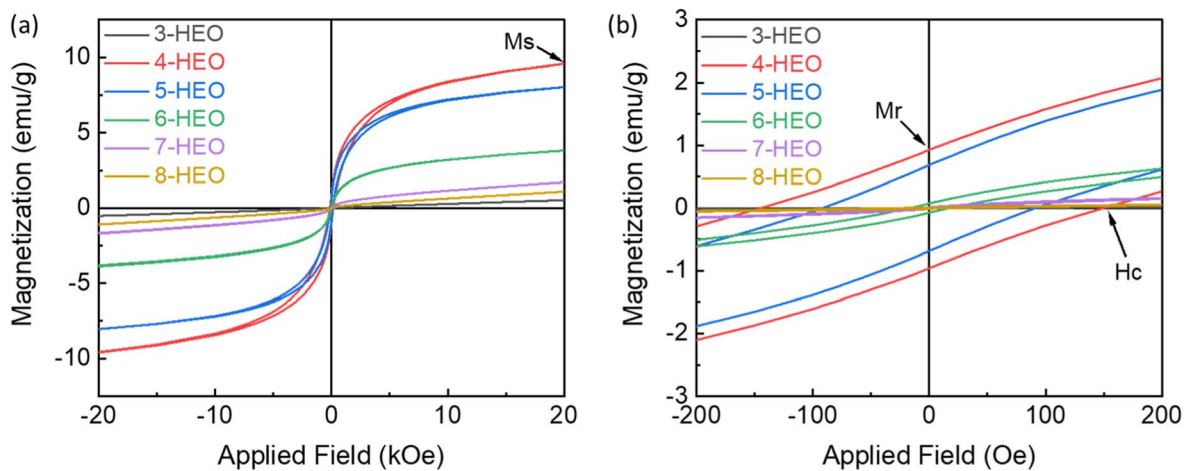 (a)
3-HEO
4-HEO
5-HEO
6-HEO
7-HEO
8-HEO
Ms
10
5
0
-5
-10
Magnetization (emu/g)
-20 -10 0 10 20
Applied Field (kOe)
(b)
3-HEO
4-HEO
5-HEO
6-HEO
7-HEO
8-HEO
Mr
Hc
3
2
1
0
-1
-2
-3
Magnetization (emu/g)
-200 -100 0 100 200
Applied Field (Oe)